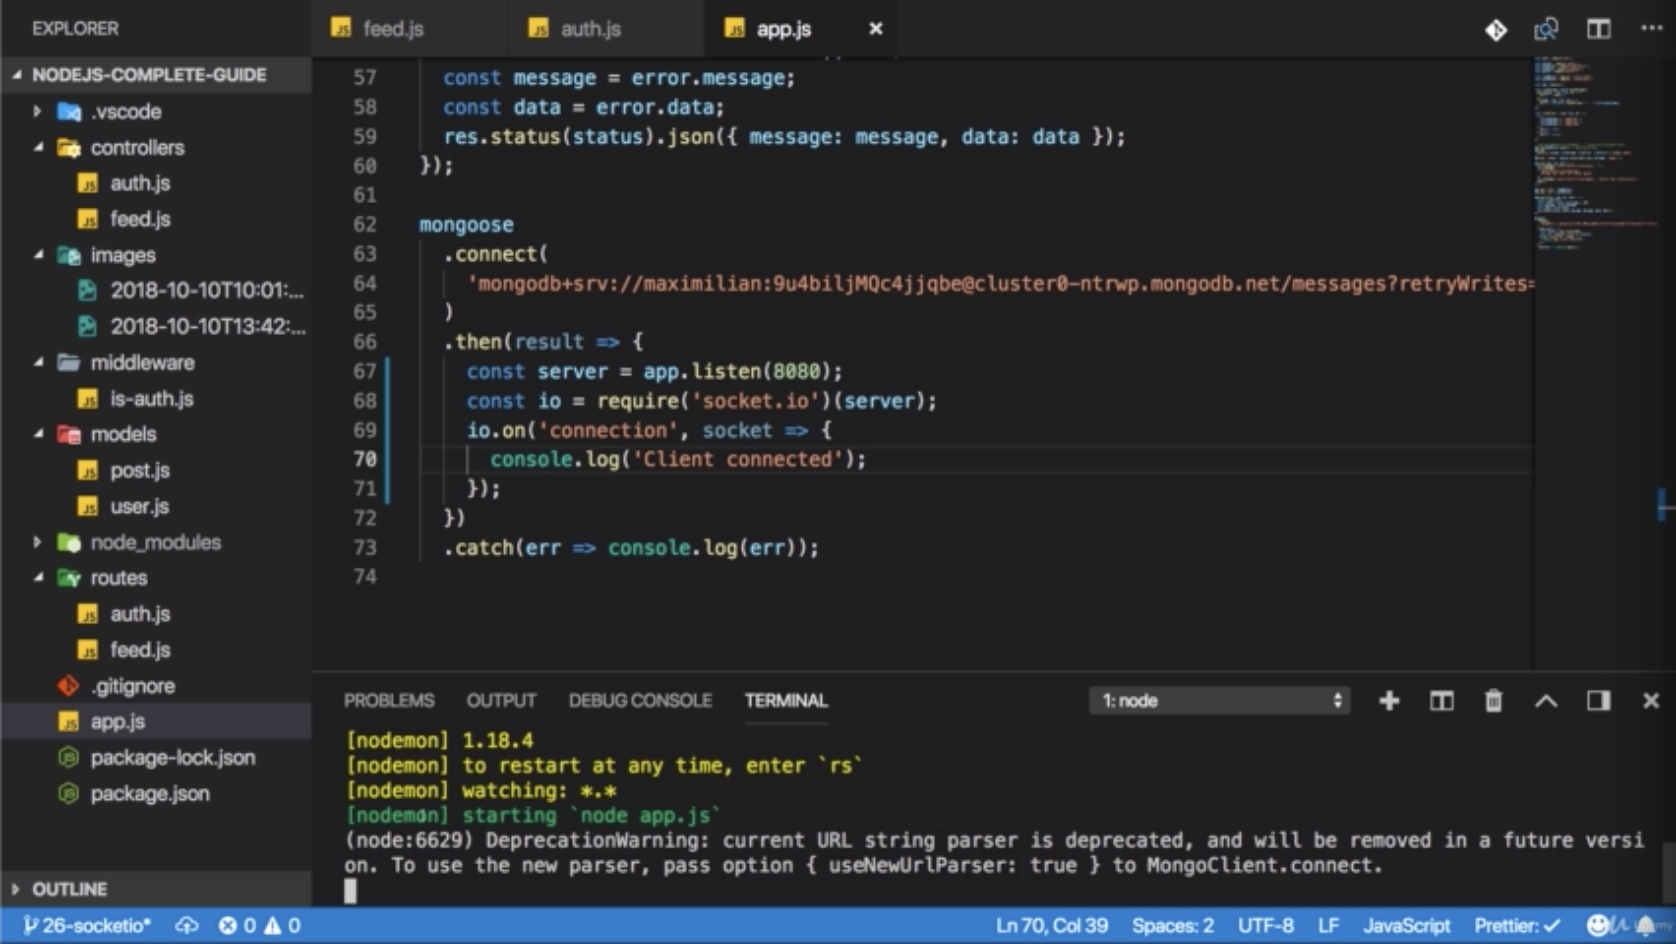 EXPLORER
NODEJS-COMPLETE-GUIDE
.vscode
controllers
auth.js
feed.js
images
2018-10-10T10:01:...
2018-10-10T13:42:...
middleware
is-auth.js
models
post.js
user.js
node_modules
routes
auth.js
feed.js
.gitignore
app.js
package-lock.json
package.json
OUTLINE
feed.js auth.js app.js
57 const message = error.message;
58 const data = error.data;
59 res.status(status).json({ message: message, data: data });
60 });
61
62 mongoose
63 .connect(
64 'mongodb+srv://maximilian:9u4biljMQc4jjqbe@cluster0-ntrwp.mongodb.net/messages?retryWrites=
65 )
66 .then(result => {
67 const server = app.listen(8080);
68 const io = require('socket.io')(server);
69 io.on('connection', socket => {
70 console.log('Client connected');
71 });
72 })
73 .catch(err => console.log(err));
74
PROBLEMS OUTPUT DEBUG CONSOLE TERMINAL 1: node
[nodemon] 1.18.4
[nodemon] to restart at any time, enter `rs`
[nodemon] watching: *.*
[nodemon] starting `node app.js`
(node:6629) DeprecationWarning: current URL string parser is deprecated, and will be removed in a future versi
on. To use the new parser, pass option { useNewUrlParser: true } to MongoClient.connect.
26-socketio* 0 0 Ln 70, Col 39 Spaces: 2 UTF-8 LF JavaScript Prettier: ✓